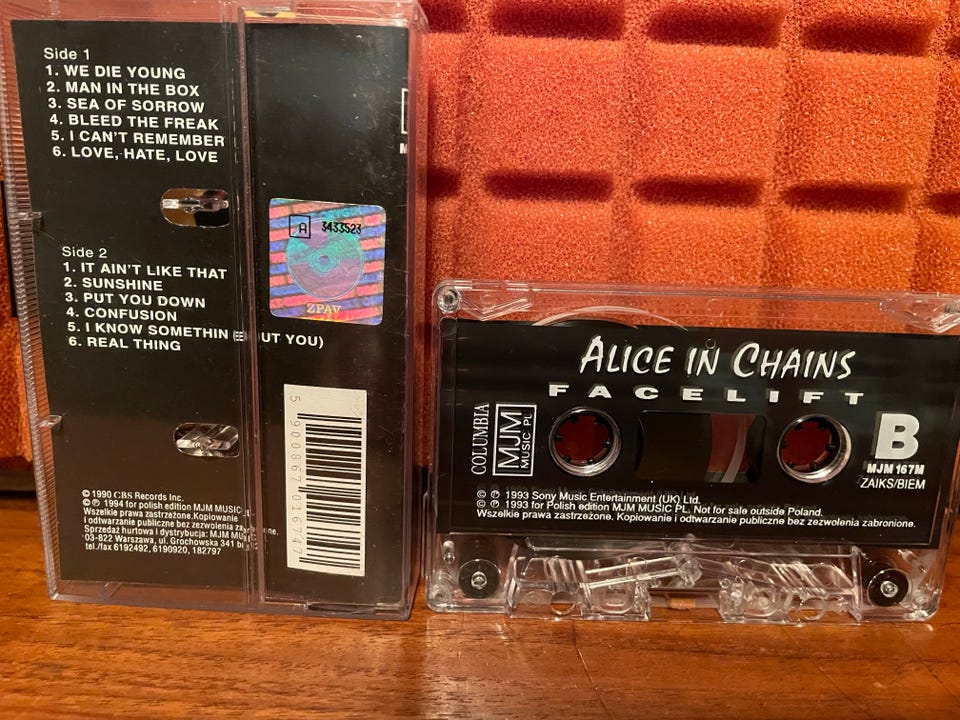 Side 1
1. WE DIE YOUNG
2. MAN IN THE BOX
3. SEA OF SORROW
4. BLEED THE FREAK
5. I CAN'T REMEMBER
6. LOVE, HATE, LOVE
Side 2
1. IT AIN'T LIKE THAT
2. SUNSHINE
3. PUT YOU DOWN
4. CONFUSION
5. I KNOW SOMETHIN UT YOU)
6. REAL THING
© 1990 CBS Records Inc.
© ℗ 1994 for polish edition MJM MUSIC
Wszelkie prawa zastrzeżone. Kopiowanie
i odtwarzanie publiczne bez zezwolenia
Sprzedaż hurtowa i dystrybucja: MJM
03-822 Warszawa, ul. Grochowska 341
tel./fax 6192492, 6190920, 182797
A 3433523
ZPAV
5 900867 016747
ALICE IN CHAINS
FACELIFT
COLUMBIA
MJM
MUSIC PL
B
MJM 167M
ZAIKS/BIEM
© ℗ 1993 Sony Music Entertainment (UK) Ltd.
© ℗ 1993 for Polish edition MJM MUSIC PL. Not for sale outside Poland.
Wszelkie prawa zastrzeżone. Kopiowanie i odtwarzanie publiczne bez zezwolenia zabronione.